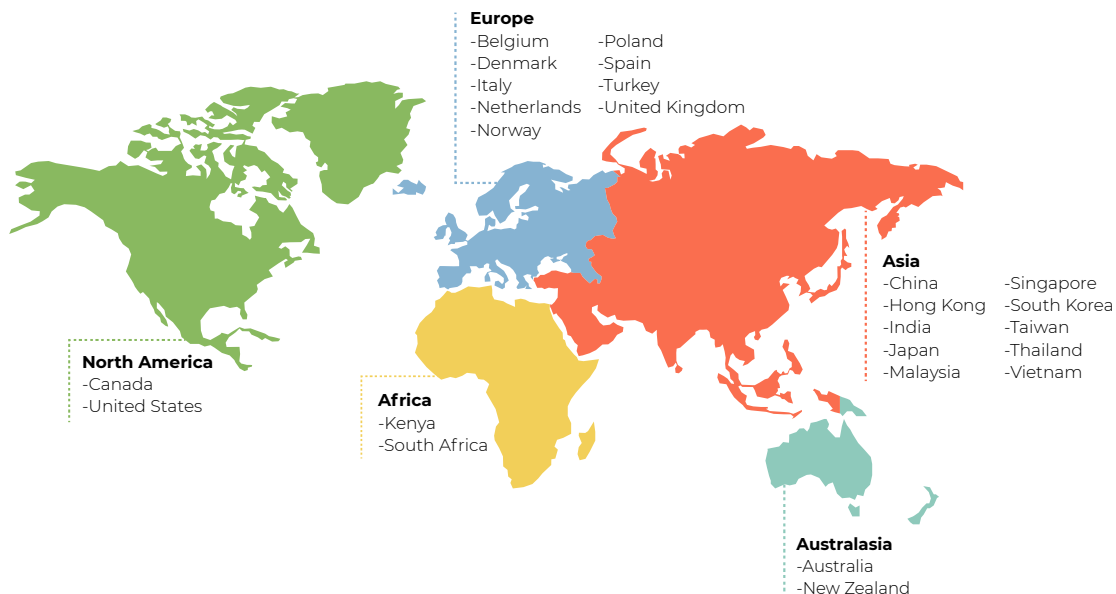 Europe
-Belgium
-Denmark
-Italy
-Netherlands
-Norway
-Poland
-Spain
-Turkey
-United Kingdom
Asia
-China
-Hong Kong
-India
-Japan
-Malaysia
-Singapore
-South Korea
-Taiwan
-Thailand
-Vietnam
North America
-Canada
-United States
Africa
-Kenya
-South Africa
Australasia
-Australia
-New Zealand